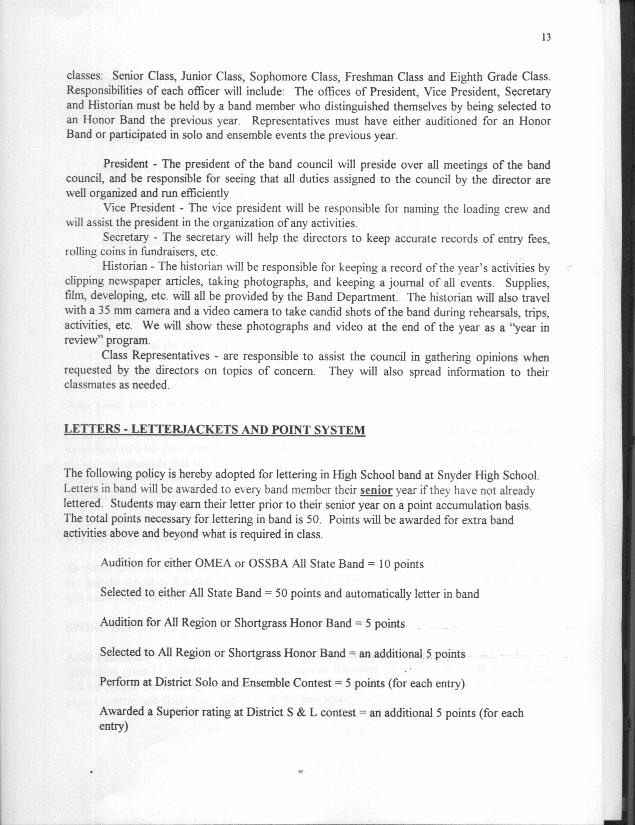 13
classes: Senior Class, Junior Class, Sophomore Class, Freshman Class and Eighth Grade Class.
Responsibilities of each officer will include: The offices of President, Vice President, Secretary
and Historian must be held by a band member who distinguished themselves by being selected to
an Honor Band the previous year. Representatives must have either auditioned for an Honor
Band or participated in solo and ensemble events the previous year.
President - The president of the band council will preside over all meetings of the band
council, and be responsible for seeing that all duties assigned to the council by the director are
well organized and run efficiently
Vice President - The vice president will be responsible for naming the loading crew and
will assist the president in the organization of any activities.
Secretary - The secretary will help the directors to keep accurate records of entry fees,
rolling coins in fundraisers, etc.
Historian - The historian will be responsible for keeping a record of the year's activities by
clipping newspaper articles, taking photographs, and keeping a journal of all events. Supplies,
film, developing, etc. will all be provided by the Band Department. The historian will also travel
with a 35 mm camera and a video camera to take candid shots of the band during rehearsals, trips,
activities, etc. We will show these photographs and video at the end of the year as a "year in
review" program.
Class Representatives - are responsible to assist the council in gathering opinions when
requested by the directors on topics of concern. They will also spread information to their
classmates as needed.
LETTERS - LETTERJACKETS AND POINT SYSTEM
The following policy is hereby adopted for lettering in High School band at Snyder High School.
Letters in band will be awarded to every band member their senior year if they have not already
lettered. Students may earn their letter prior to their senior year on a point accumulation basis.
The total points necessary for lettering in band is 50. Points will be awarded for extra band
activities above and beyond what is required in class.
Audition for either OMEA or OSSBA All State Band = 10 points
Selected to either All State Band = 50 points and automatically letter in band
Audition for All Region or Shortgrass Honor Band = 5 points
Selected to All Region or Shortgrass Honor Band = an additional 5 points
Perform at District Solo and Ensemble Contest = 5 points (for each entry)
Awarded a Superior rating at District S & L contest = an additional 5 points (for each
entry)